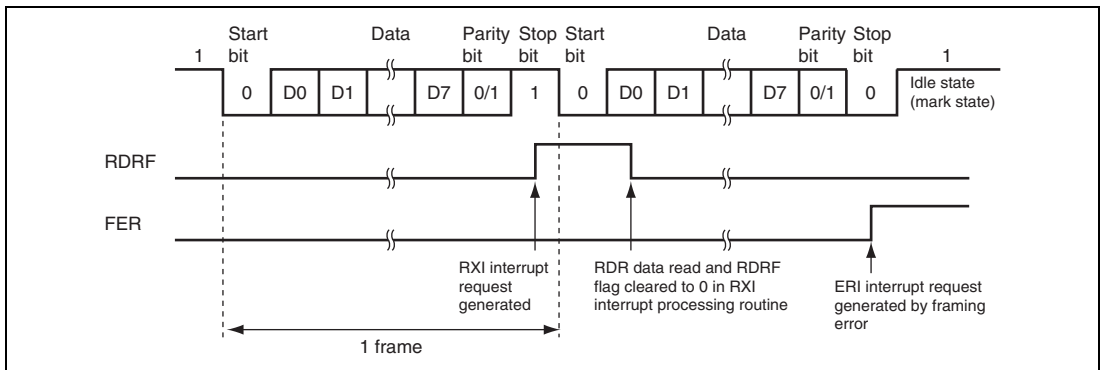 Start Data Parity Stop Start Data Parity Stop
1 bit bit bit bit bit bit 1
0 D0 D1 D7 0/1 1 0 D0 D1 D7 0/1 0 Idle state
(mark state)
RDRF
FER
RXI interrupt
request
generated
RDR data read and RDRF
flag cleared to 0 in RXI
interrupt processing routine
ERI interrupt request
generated by framing
error
1 frame